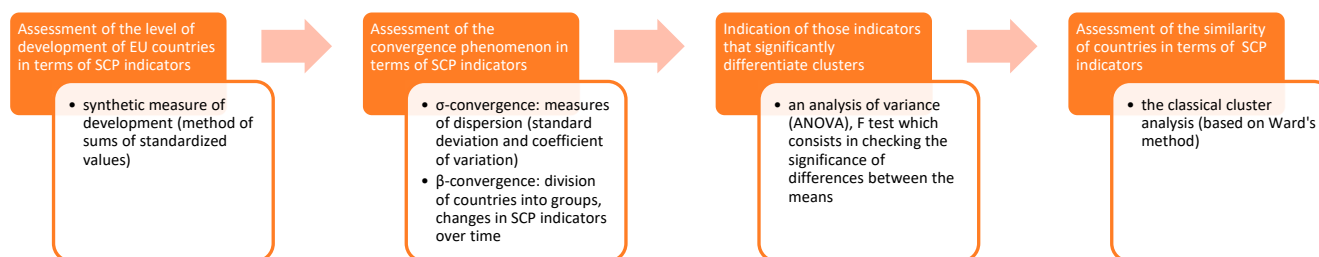 Assessment of the level of
development of EU countries
in terms of SCP indicators
• synthetic measure of
development (method of
sums of standardized
values)
Assessment of the
convergence phenomenon in
terms of SCP indicators
• σ-convergence: measures
of dispersion (standard
deviation and coefficient
of variation)
• β-convergence: division
of countries into groups,
changes in SCP indicators
over time
Indication of those indicators
that significantly
differentiate clusters
• an analysis of variance
(ANOVA), F test which
consists in checking the
significance of
differences between the
means
Assessment of the similarity
of countries in terms of SCP
indicators
• the classical cluster
analysis (based on Ward's
method)